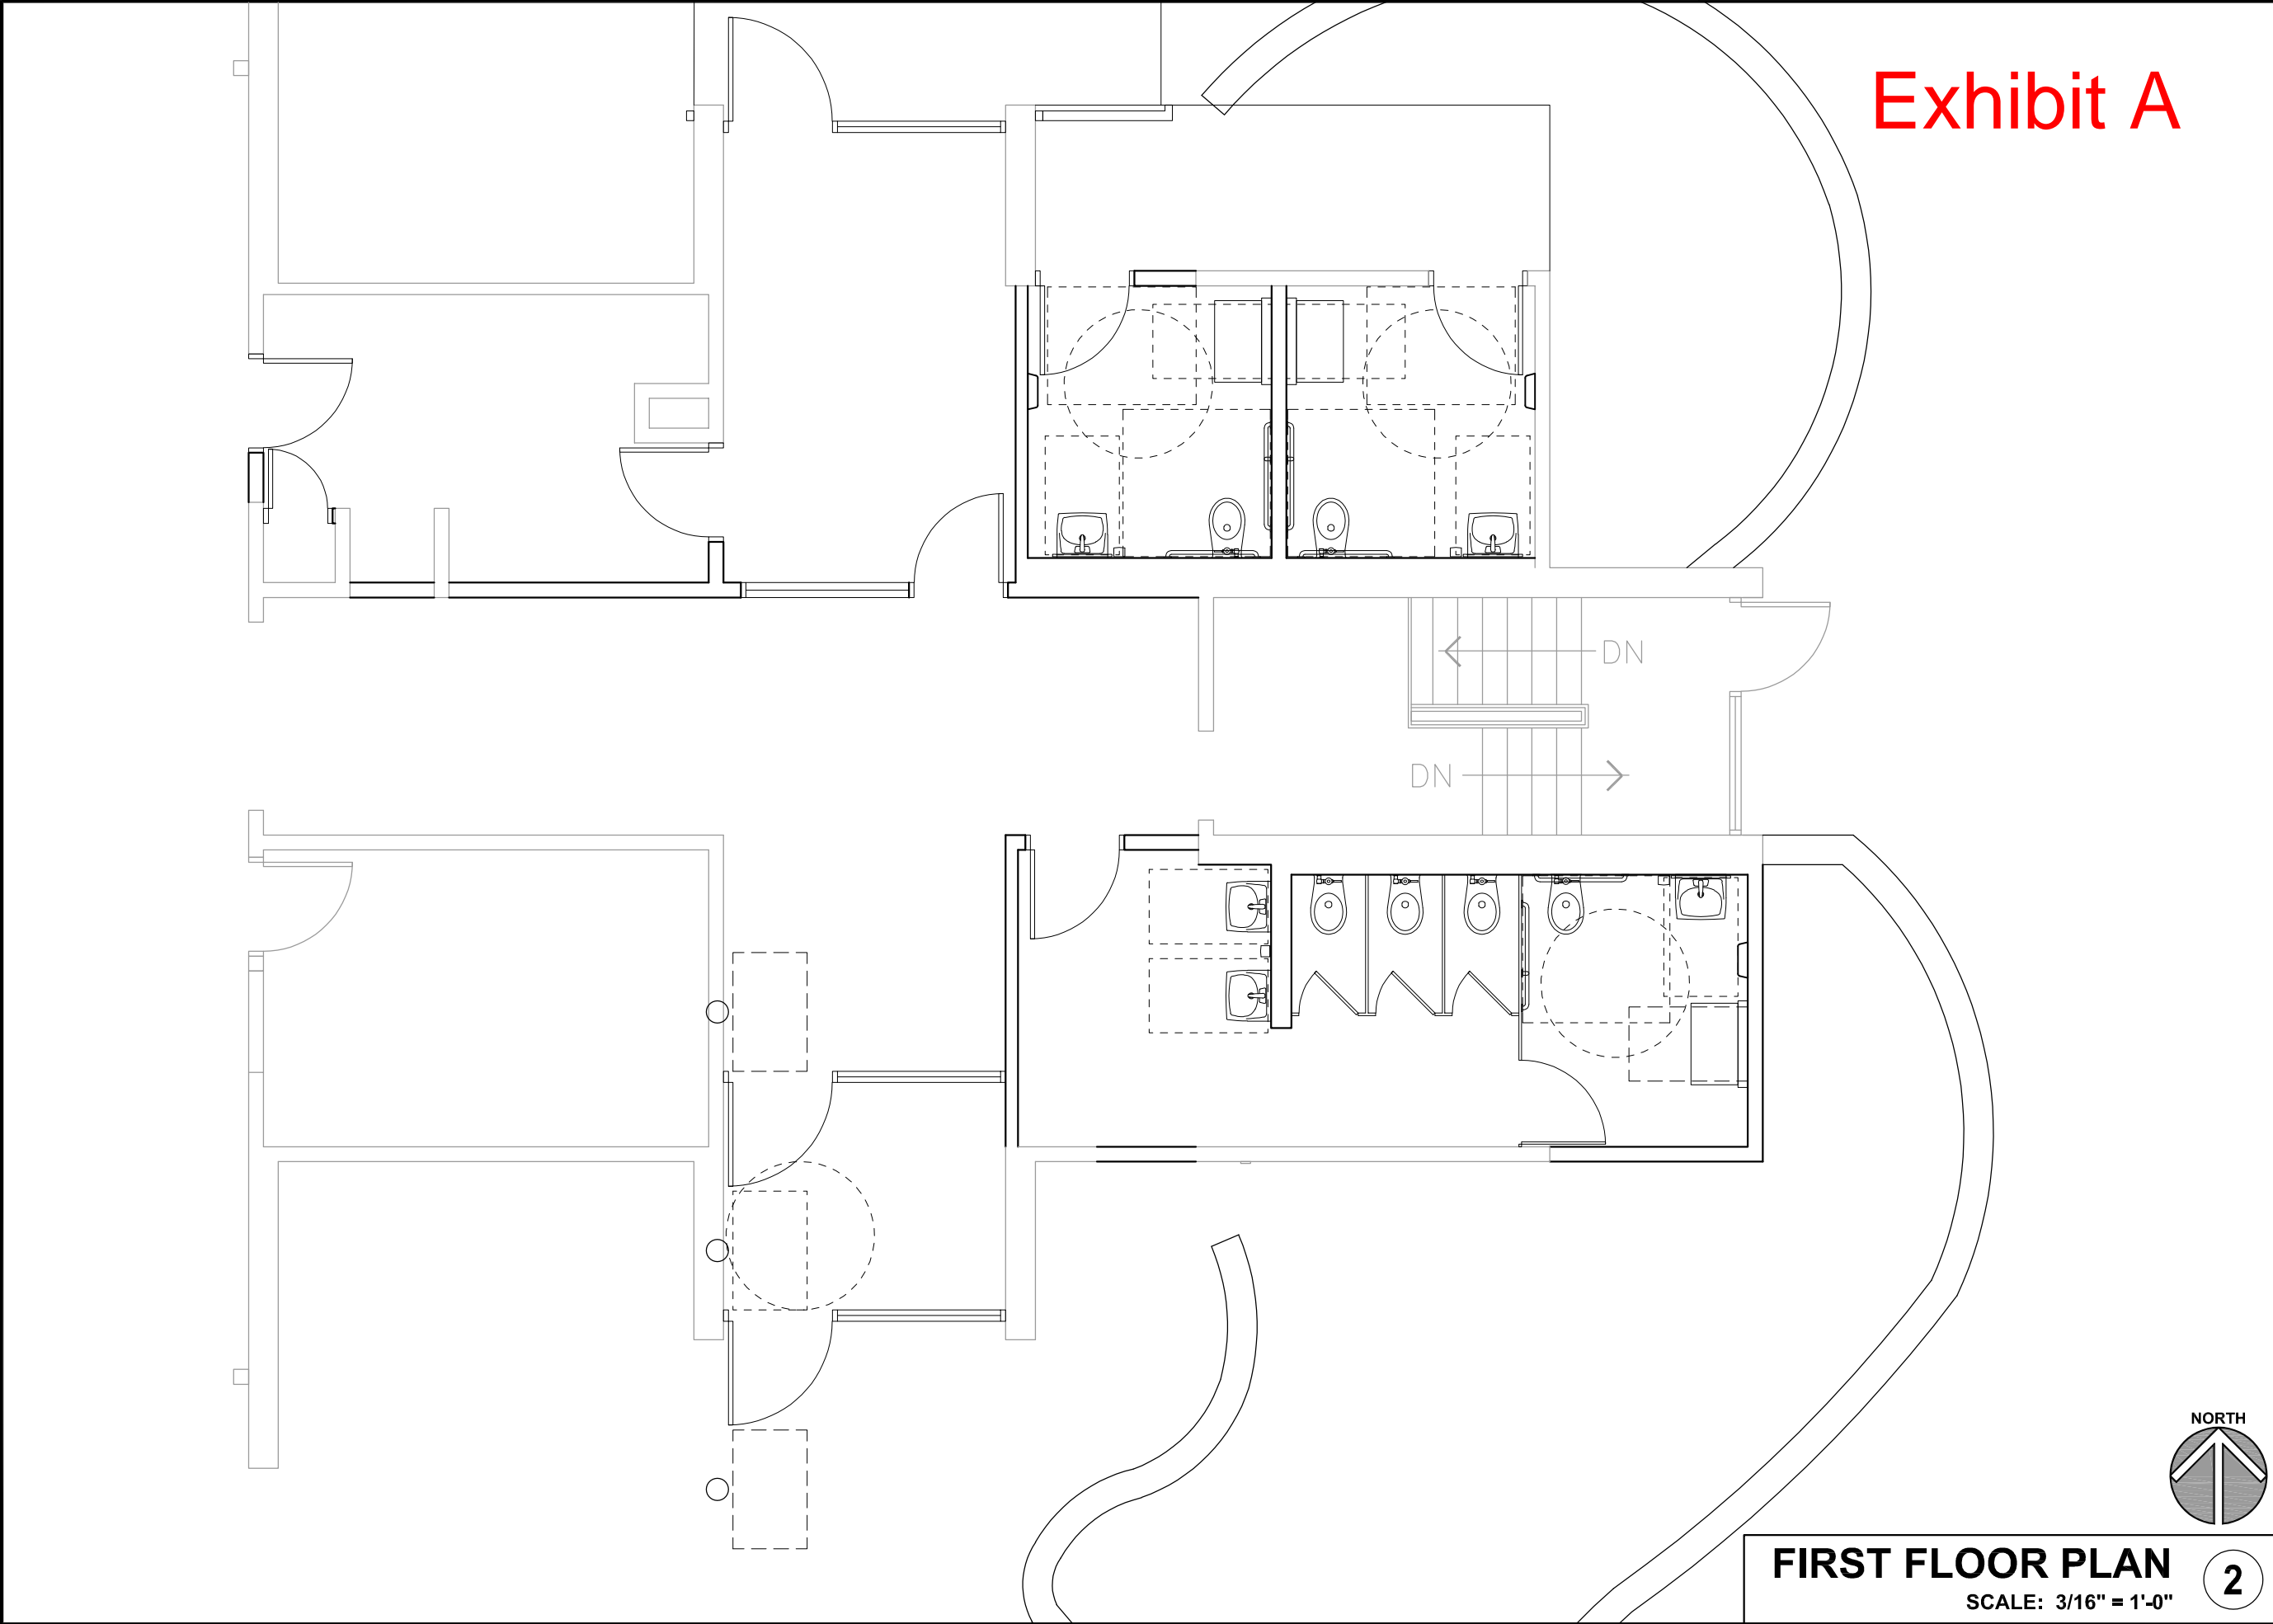 Exhibit A
DN
DN
NORTH
FIRST FLOOR PLAN
2
SCALE: 3/16" = 1'-0"